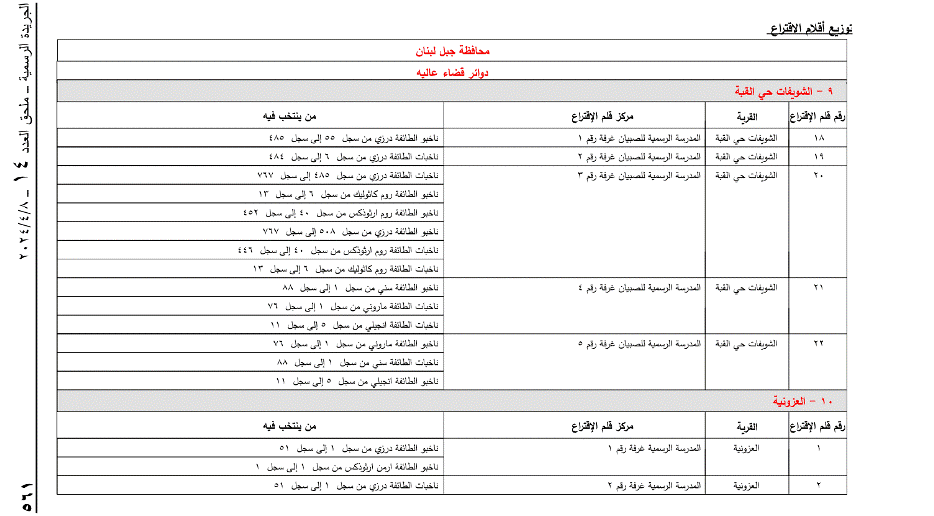 الجريدة الرسمية – ملحق العدد ١٤ – ٢٠٢٤/٤/٨
توزيع أقلام الاقتراع
محافظة جبل لبنان
دوائر قضاء عاليه
٩ - الشويفات حي القبة
رقم قلم الإقتراع القرية مركز قلم الإقتراع من ينتخب فيه
١٨ الشويفات حي القبة المدرسة الرسمية للصبيان غرفة رقم ١ ناخبو الطائفة درزي من سجل ٥٥ إلى سجل ٤٨٥
١٩ الشويفات حي القبة المدرسة الرسمية للصبيان غرفة رقم ٢ ناخبات الطائفة درزي من سجل ٦ إلى سجل ٤٨٤
٢٠ الشويفات حي القبة المدرسة الرسمية للصبيان غرفة رقم ٣ ناخبات الطائفة درزي من سجل ٤٨٥ إلى سجل ٧٦٧
ناخبو الطائفة روم كاثوليك من سجل ٦ إلى سجل ١٣
ناخبو الطائفة روم ارثوذكس من سجل ٤٠ إلى سجل ٤٥٢
ناخبو الطائفة درزي من سجل ٥٠٨ إلى سجل ٧٦٧
ناخبات الطائفة روم ارثوذكس من سجل ٤٠ إلى سجل ٤٤٦
ناخبات الطائفة روم كاثوليك من سجل ٦ إلى سجل ١٣
٢١ الشويفات حي القبة المدرسة الرسمية للصبيان غرفة رقم ٤ ناخبو الطائفة سني من سجل ١ إلى سجل ٨٨
ناخبات الطائفة ماروني من سجل ١ إلى سجل ٧٦
ناخبات الطائفة انجيلي من سجل ٥ إلى سجل ١١
٢٢ الشويفات حي القبة المدرسة الرسمية للصبيان غرفة رقم ٥ ناخبو الطائفة ماروني من سجل ١ إلى سجل ٧٦
ناخبات الطائفة سني من سجل ١ إلى سجل ٨٨
ناخبو الطائفة انجيلي من سجل ٥ إلى سجل ١١
١٠ - العزونية
رقم قلم الإقتراع القرية مركز قلم الإقتراع من ينتخب فيه
١ العزونية المدرسة الرسمية غرفة رقم ١ ناخبو الطائفة درزي من سجل ١ إلى سجل ٥١
ناخبو الطائفة ارمن ارثوذكس من سجل ١ إلى سجل ١
٢ العزونية المدرسة الرسمية غرفة رقم ٢ ناخبات الطائفة درزي من سجل ١ إلى سجل ٥١
٥٦١